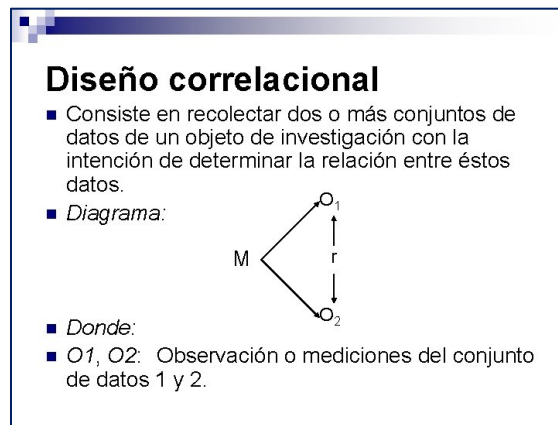 Diseño correlacional
Consiste en recolectar dos o más conjuntos de
datos de un objeto de investigación con la
intención de determinar la relación entre éstos
datos.
Diagrama:
O1
M r
O2
Donde:
O1, O2: Observación o mediciones del conjunto
de datos 1 y 2.